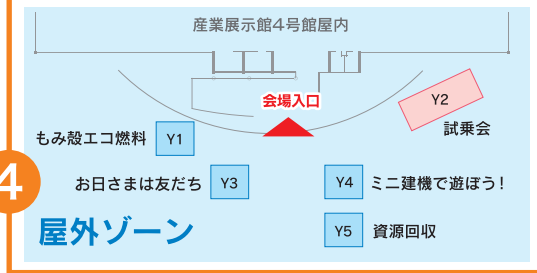 産業展示館4号館屋内
会場入口
Y2
試乗会
もみ殻エコ燃料 Y1
お日さまは友だち Y3
Y4 ミニ建機で遊ぼう！
4
屋外ゾーン
Y5 資源回収